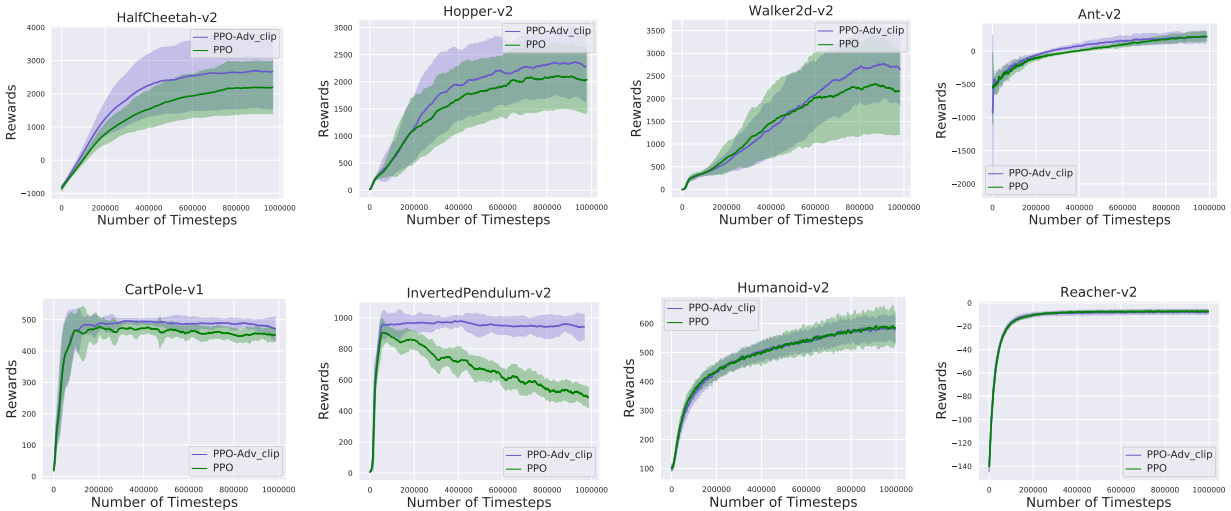 HalfCheetah-v2
4000
3000
2000
1000
0
−1000
Rewards
PPO-Adv_clip
PPO
0
200000
400000
600000
800000
1000000
Number of Timesteps
Hopper-v2
3000
2500
2000
1500
1000
500
0
Rewards
PPO-Adv_clip
PPO
0
200000
400000
600000
800000
1000000
Number of Timesteps
Walker2d-v2
3500
3000
2500
2000
1500
1000
500
0
Rewards
PPO-Adv_clip
PPO
0
200000
400000
600000
800000
1000000
Number of Timesteps
Ant-v2
0
−500
−1000
−1500
−2000
Rewards
PPO-Adv_clip
PPO
0
200000
400000
600000
800000
1000000
Number of Timesteps
CartPole-v1
500
400
300
200
100
0
Rewards
PPO-Adv_clip
PPO
0
200000
400000
600000
800000
1000000
Number of Timesteps
InvertedPendulum-v2
1000
800
600
400
200
0
Rewards
PPO-Adv_clip
PPO
0
200000
400000
600000
800000
1000000
Number of Timesteps
Humanoid-v2
600
500
400
300
200
100
Rewards
PPO-Adv_clip
PPO
0
200000
400000
600000
800000
1000000
Number of Timesteps
Reacher-v2
0
−20
−40
−60
−80
−100
−120
−140
Rewards
PPO-Adv_clip
PPO
0
200000
400000
600000
800000
1000000
Number of Timesteps